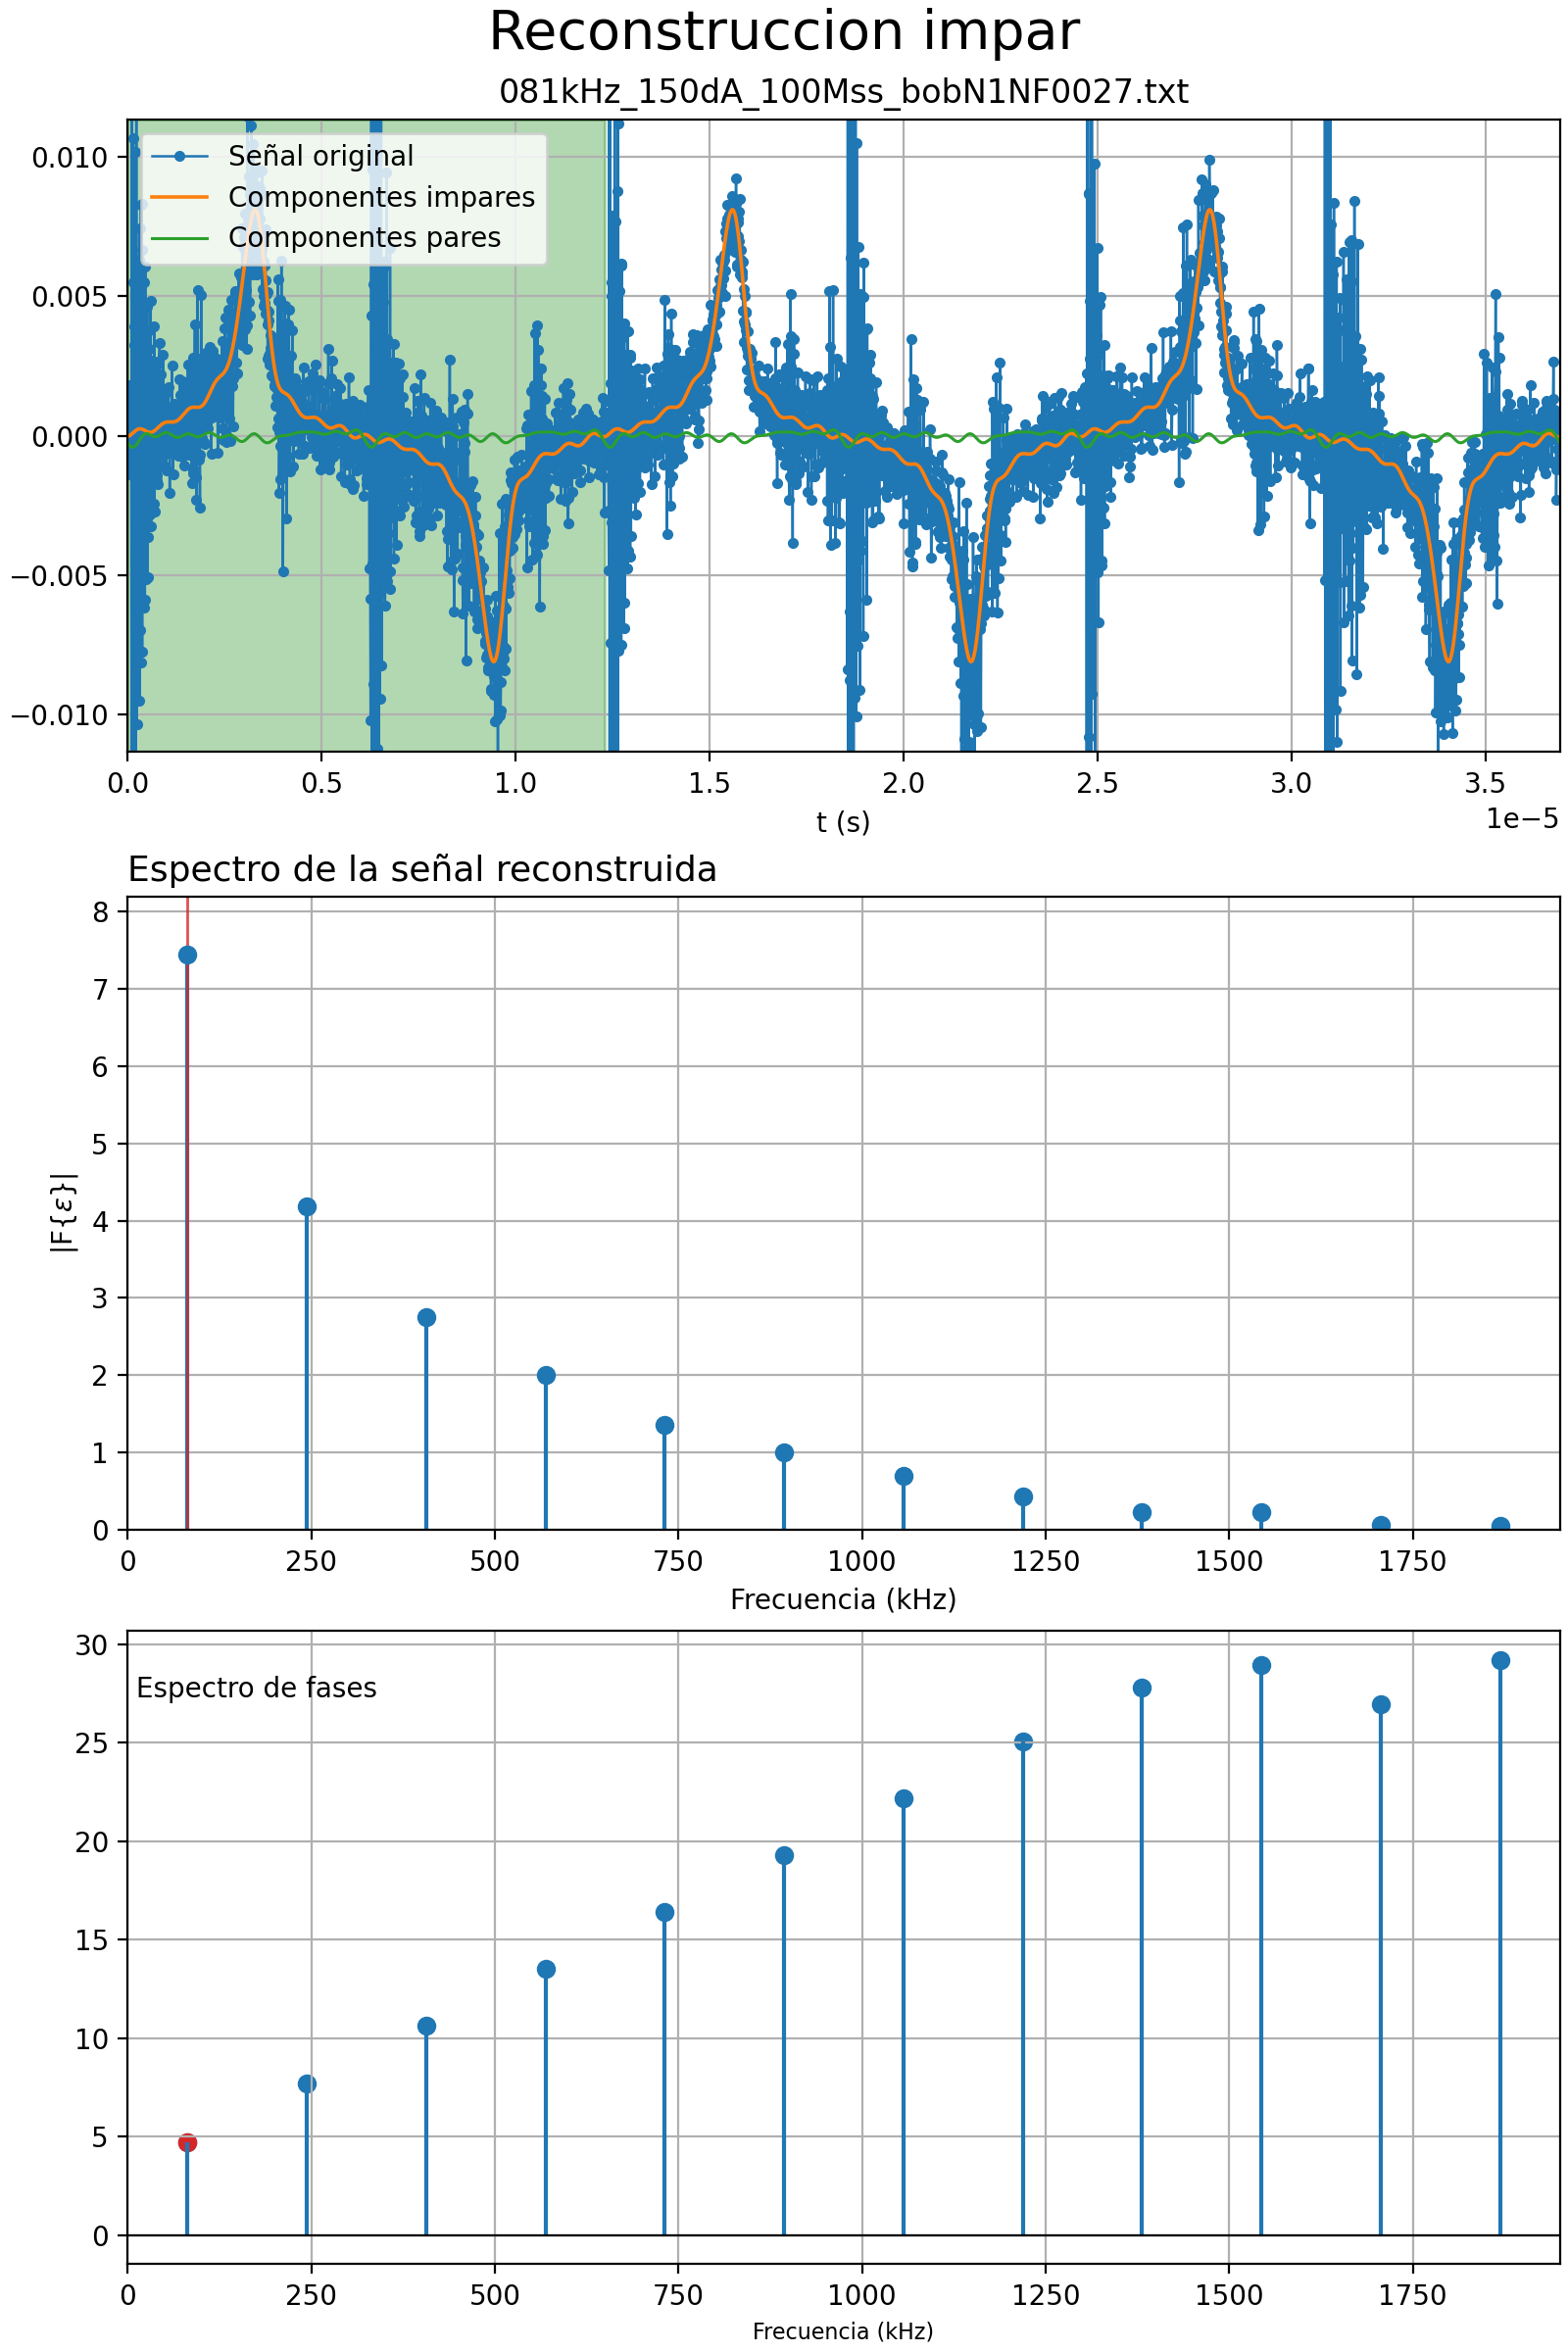 Reconstruccion impar
081kHz_150dA_100Mss_bobN1NF0027.txt
Señal original
Componentes impares
Componentes pares
0.010
0.005
0.000
−0.005
−0.010
0.0 0.5 1.0 1.5 2.0 2.5 3.0 3.5
t (s)
1e−5
Espectro de la señal reconstruida
8
7
6
5
4
3
2
1
0
|F{ε}|
0 250 500 750 1000 1250 1500 1750
Frecuencia (kHz)
Espectro de fases
30
25
20
15
10
5
0
0 250 500 750 1000 1250 1500 1750
Frecuencia (kHz)